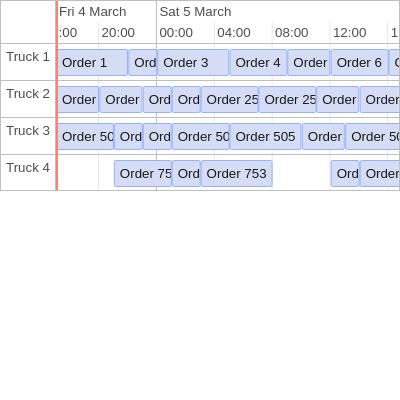 Fri 4 March Sat 5 March
:00 20:00 00:00 04:00 08:00 12:00 1
Truck 1 Order 1 Ord Order 3 Order 4 Order Order 6
Truck 2 Order Order Ord Ord Order 25 Order 25 Order Order
Truck 3 Order 50 Ord Ord Order 50 Order 505 Order Order 50
Truck 4 Order 75 Ord Order 753 Ord Order